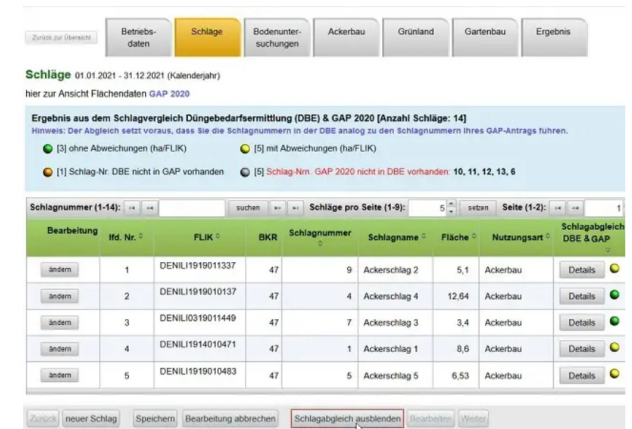 Zurück zur Übersicht
Betriebs-
daten
Schläge
Bodenunter-
suchungen
Ackerbau
Grünland
Gartenbau
Ergebnis
Schläge 01.01.2021 - 31.12.2021 (Kalenderjahr)
hier zur Ansicht Flächendaten GAP 2020
Ergebnis aus dem Schlagvergleich Düngebedarfsermittlung (DBE) & GAP 2020 [Anzahl Schläge: 14]
Hinweis: Der Abgleich setzt voraus, dass Sie die Schlagnummern in der DBE analog zu den Schlagnummern Ihres GAP-Antrags führen.
[3] ohne Abweichungen (ha/FLIK) [5] mit Abweichungen (ha/FLIK)
[1] Schlag-Nr. DBE nicht in GAP vorhanden [5] Schlag-Nrn. GAP 2020 nicht in DBE vorhanden: 10, 11, 12, 13, 6
Schlagnummer (1-14): suchen Schläge pro Seite (1-9): 5 setzen Seite (1-2): 1
Bearbeitung lfd. Nr. FLIK BKR Schlagnummer Schlagname Fläche Nutzungsart Schlagabgleich
DBE & GAP
ändern 1 DENILI1919011337 47 9 Ackerschlag 2 5,1 Ackerbau Details
ändern 2 DENILI1919010137 47 4 Ackerschlag 4 12,64 Ackerbau Details
ändern 3 DENILI0319011449 47 7 Ackerschlag 3 3,4 Ackerbau Details
ändern 4 DENILI1914010471 47 1 Ackerschlag 1 8,6 Ackerbau Details
ändern 5 DENILI1919010483 47 5 Ackerschlag 5 6,53 Ackerbau Details
Zurück neuer Schlag Speichern Bearbeitung abbrechen Schlagabgleich ausblenden Bearbeiten Weiter